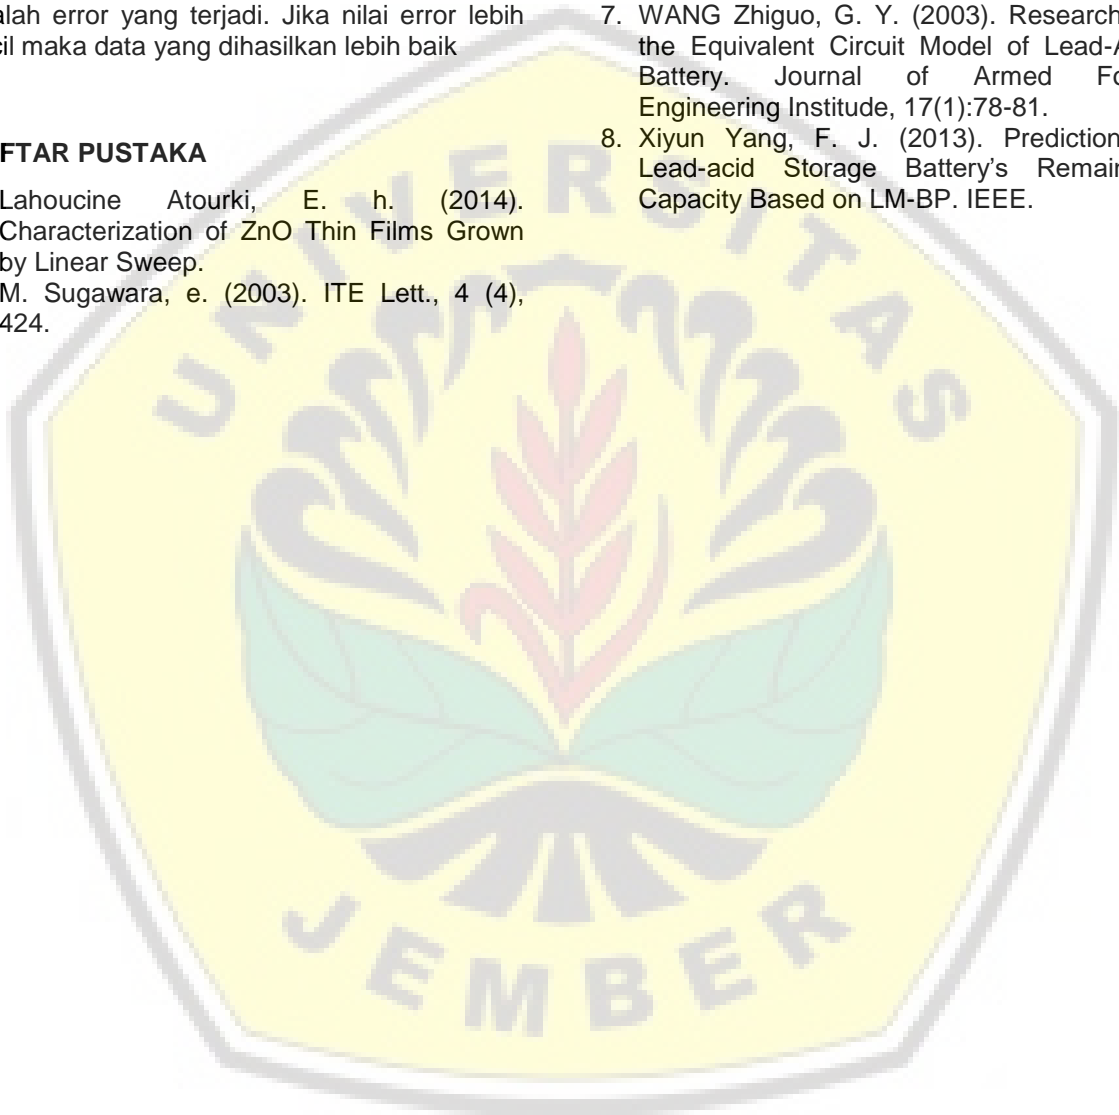 alah error yang terjadi. Jika nilai error lebih
cil maka data yang dihasilkan lebih baik
FTAR PUSTAKA
Lahoucine Atourki, E. h. (2014).
Characterization of ZnO Thin Films Grown
by Linear Sweep.
M. Sugawara, e. (2003). ITE Lett., 4 (4),
424.
7. WANG Zhiguo, G. Y. (2003). Research
the Equivalent Circuit Model of Lead-A
Battery. Journal of Armed Fo
Engineering Institude, 17(1):78-81.
8. Xiyun Yang, F. J. (2013). Prediction
Lead-acid Storage Battery's Remain
Capacity Based on LM-BP. IEEE.
UNIVERSITAS
JEMBER